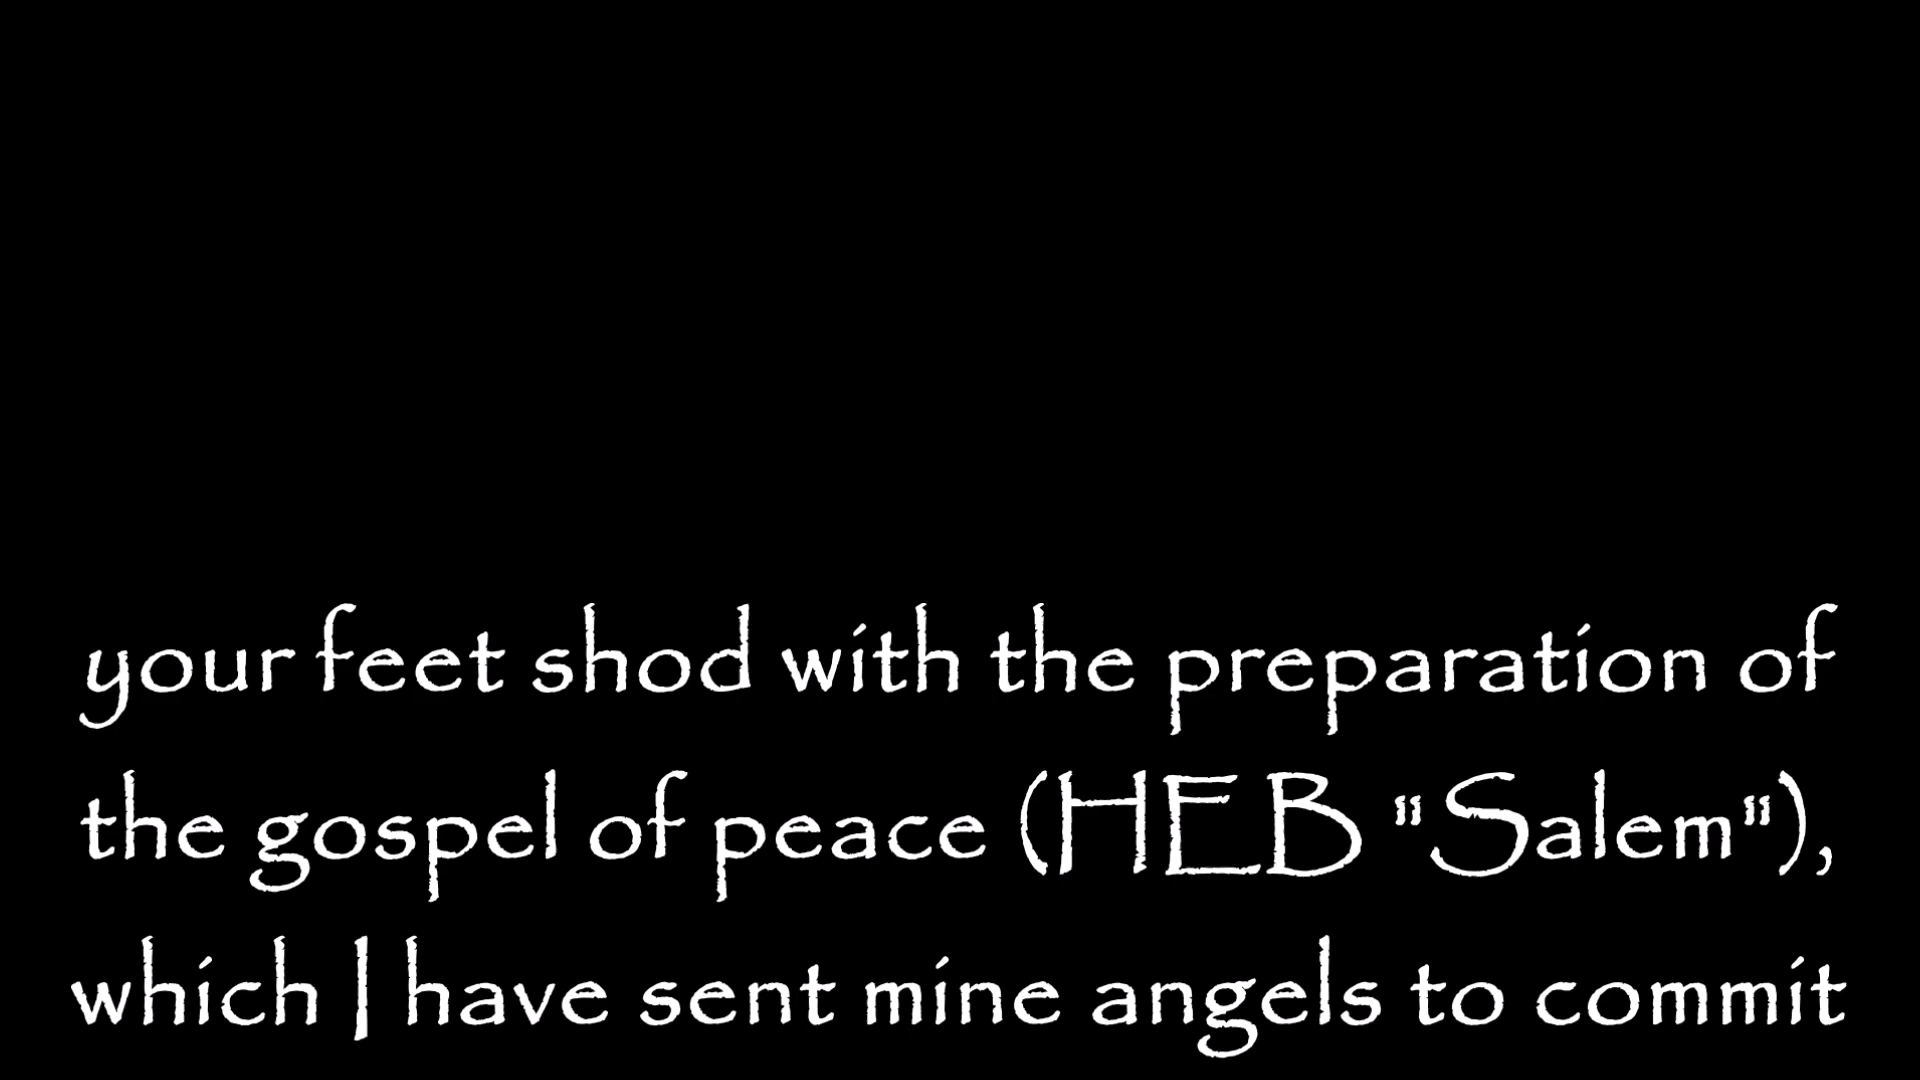 your feet shod with the preparation of
the gospel of peace (HEB "Salem"),
which I have sent mine angels to commit